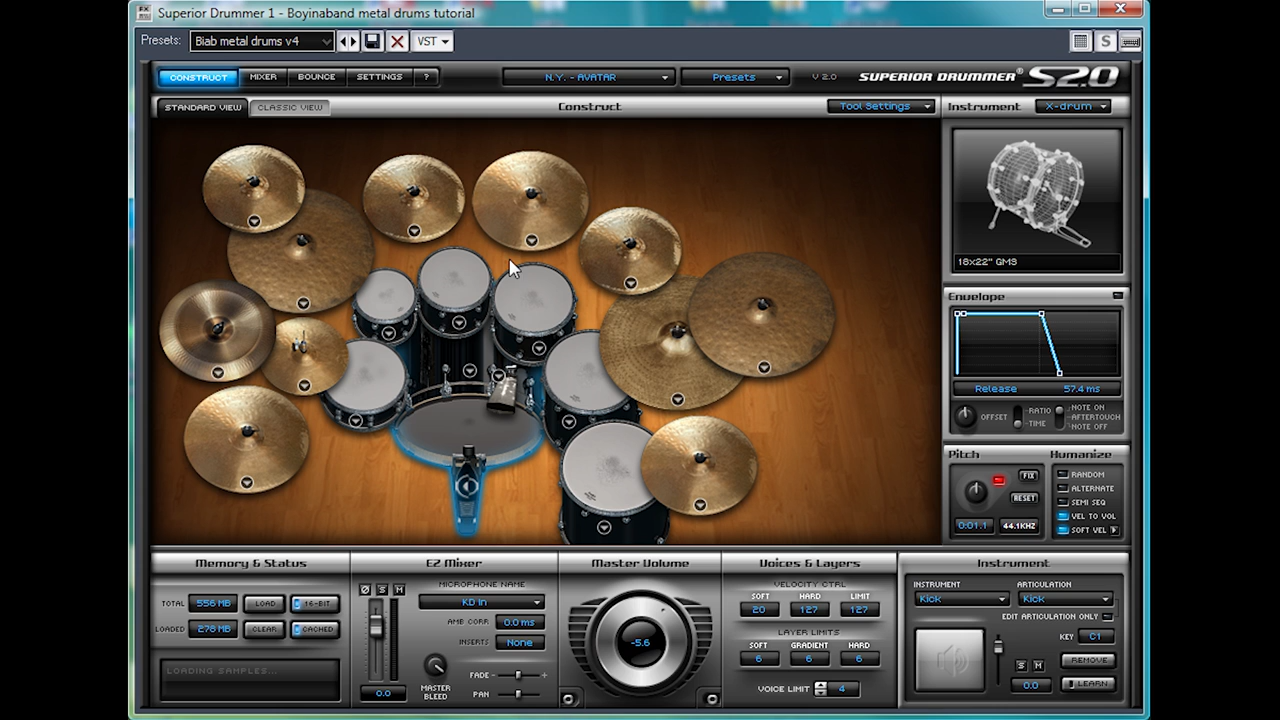 Superior Drummer 1 - Boyinaband metal drums tutorial
Presets: Biab metal drums v4 VST S
CONSTRUCT MIXER BOUNCE SETTINGS ? N.Y. - AVATAR Presets V 2.0 SUPERIOR DRUMMER® S2.0
STANDARD VIEW CLASSIC VIEW Construct Tool Settings Instrument X-drum
18x22" GMS
Envelope
Release 57.4 ms
OFFSET RATIO TIME NOTE ON AFTERTOUCH NOTE OFF
Pitch Humanize
FIX RANDOM
ALTERNATE
RESET SEMI SEQ
VEL TO VOL
0:01.1 44.1KHZ SOFT VEL
Memory & Status EZ Mixer Master Volume Voices & Layers Instrument
TOTAL 556 MB LOAD 16-BIT
LOADED 278 MB CLEAR CACHED
LOADING SAMPLES...
Ø S M MICROPHONE NAME
KD In
AMB CORR 0.0 ms
INSERTS None
MASTER BLEED FADE - +
PAN
0.0
-5.6
VELOCITY CTRL
SOFT HARD LIMIT
20 127 127
LAYER LIMITS
SOFT GRADIENT HARD
6 6 6
VOICE LIMIT 4
INSTRUMENT ARTICULATION
Kick Kick
EDIT ARTICULATION ONLY
KEY C1
S M REMOVE
0.0 LEARN